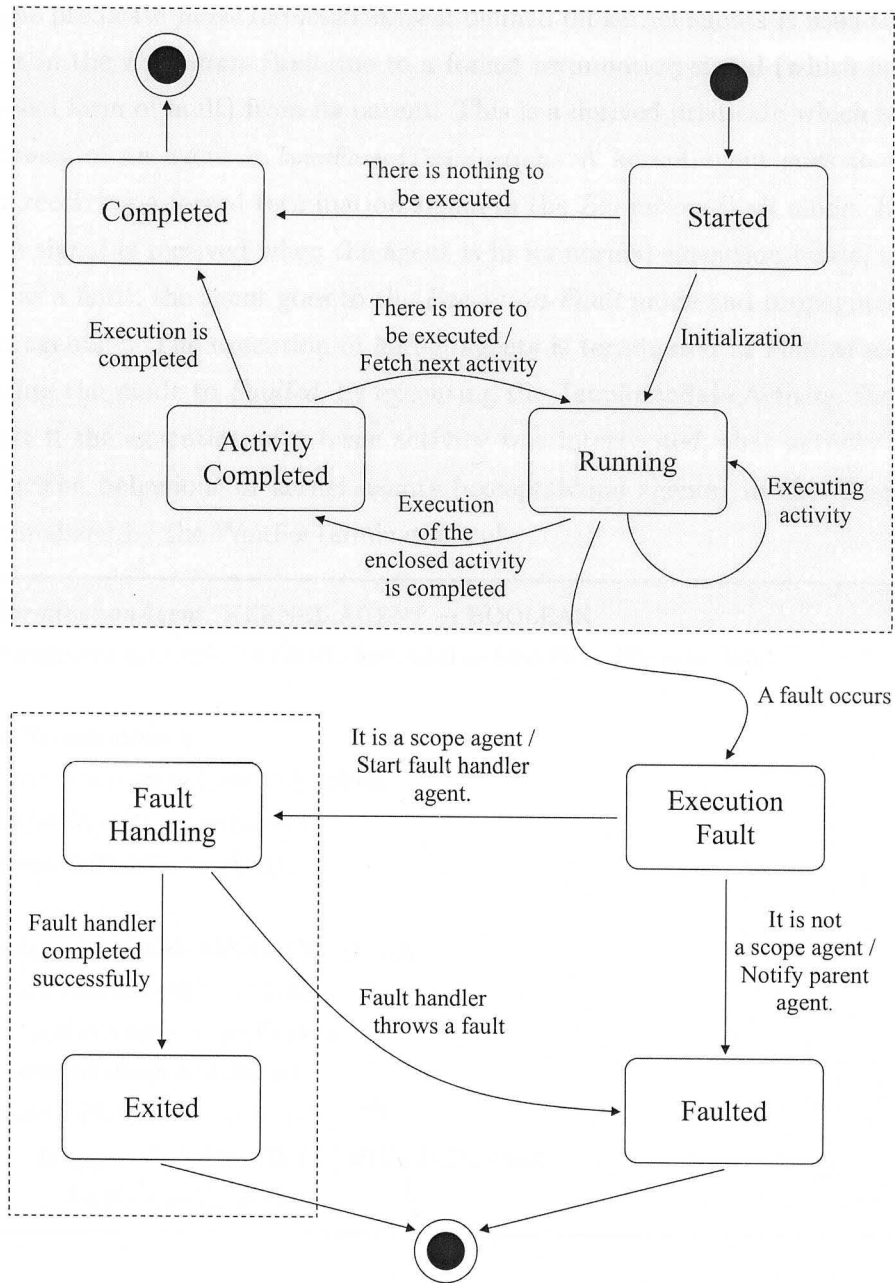 There is nothing to
be executed
Completed
Started
Execution is
completed
There is more to
be executed /
Fetch next activity
Initialization
Activity
Completed
Running
Execution
of the
enclosed activity
is completed
Executing
activity
A fault occurs
It is a scope agent /
Start fault handler
agent.
Fault
Handling
Execution
Fault
Fault handler
completed
successfully
It is not
a scope agent /
Notify parent
agent.
Fault handler
throws a fault
Exited
Faulted